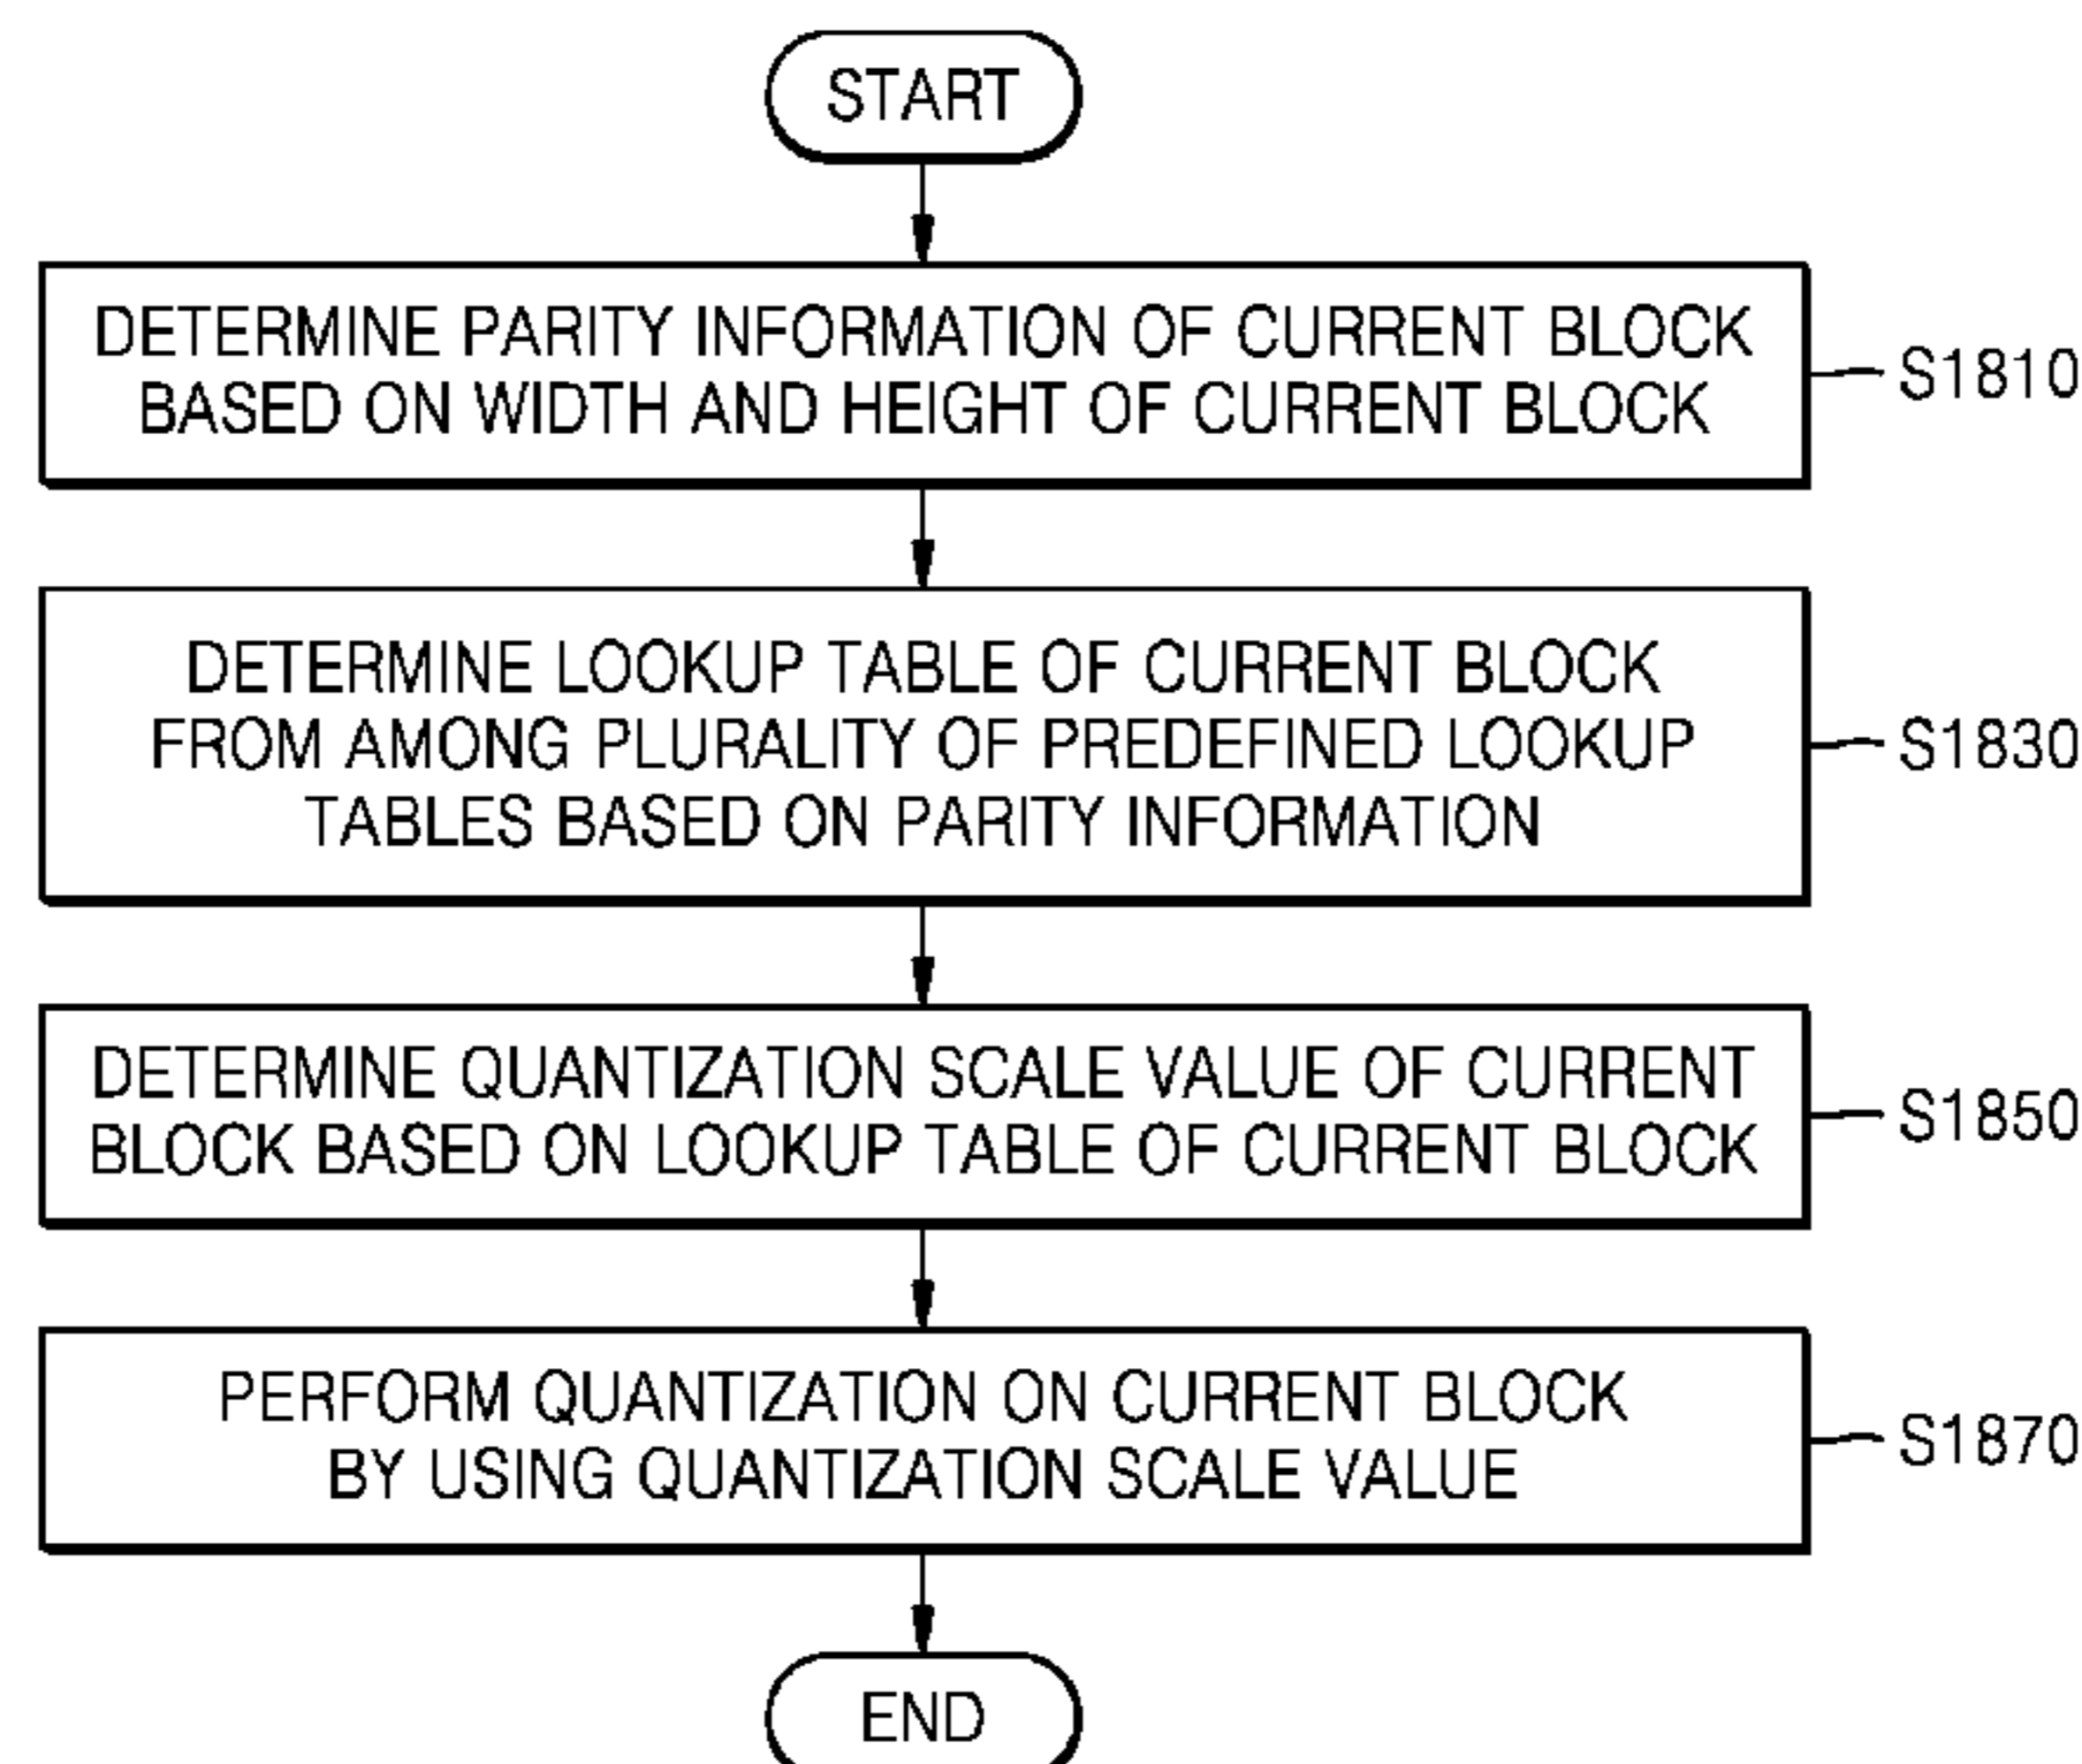 START
DETERMINE PARITY INFORMATION OF CURRENT BLOCK
BASED ON WIDTH AND HEIGHT OF CURRENT BLOCK
S1810
DETERMINE LOOKUP TABLE OF CURRENT BLOCK
FROM AMONG PLURALITY OF PREDEFINED LOOKUP
TABLES BASED ON PARITY INFORMATION
S1830
DETERMINE QUANTIZATION SCALE VALUE OF CURRENT
BLOCK BASED ON LOOKUP TABLE OF CURRENT BLOCK
S1850
PERFORM QUANTIZATION ON CURRENT BLOCK
BY USING QUANTIZATION SCALE VALUE
S1870
END